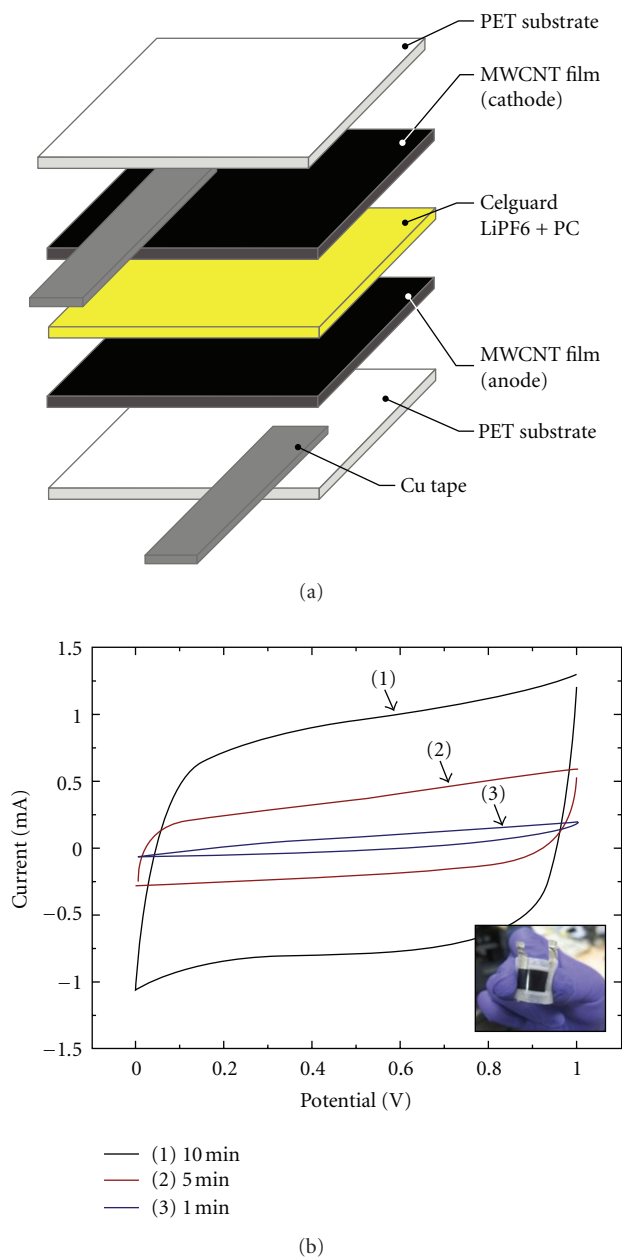 PET substrate
MWCNT film
(cathode)
Celguard
LiPF6 + PC
MWCNT film
(anode)
PET substrate
Cu tape
(a)
1.5
1
0.5
0
−0.5
−1
−1.5
Current (mA)
(1)
(2)
(3)
0
0.2
0.4
0.6
0.8
1
Potential (V)
(1) 10 min
(2) 5 min
(3) 1 min
(b)